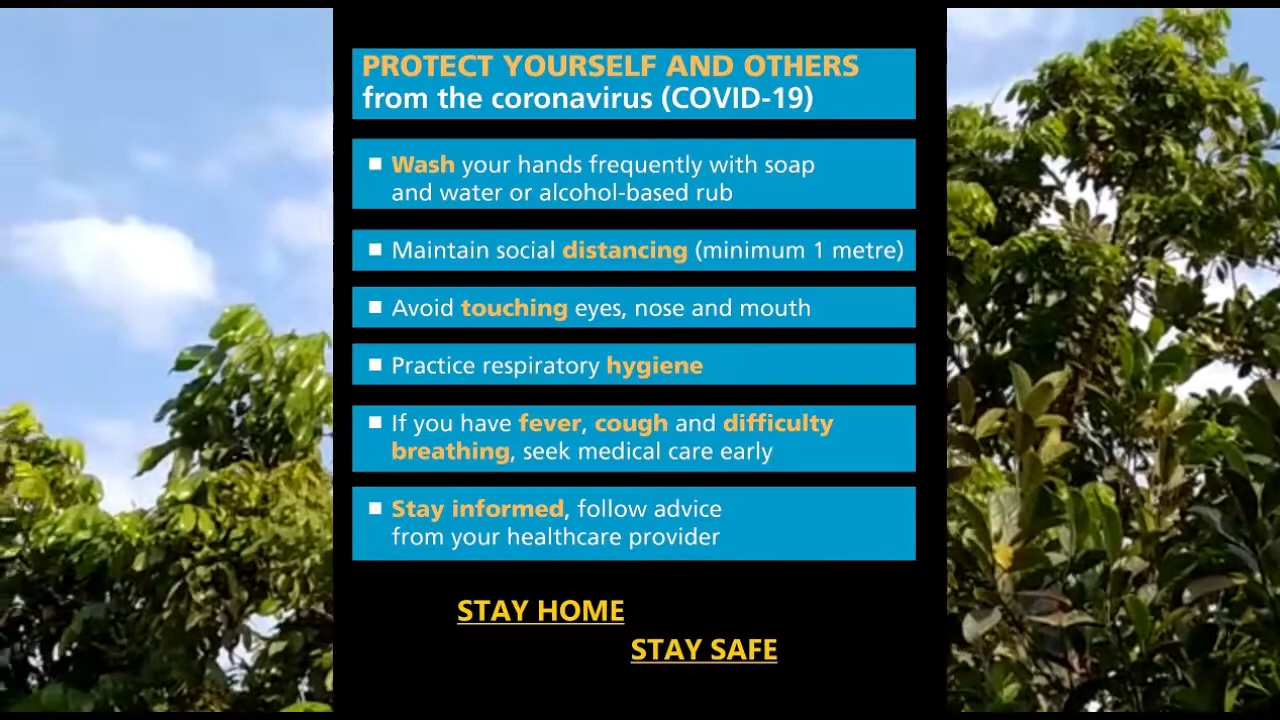 PROTECT YOURSELF AND OTHERS
from the coronavirus (COVID-19)
Wash your hands frequently with soap
and water or alcohol-based rub
Maintain social distancing (minimum 1 metre)
Avoid touching eyes, nose and mouth
Practice respiratory hygiene
If you have fever, cough and difficulty
breathing, seek medical care early
Stay informed, follow advice
from your healthcare provider
STAY HOME
STAY SAFE